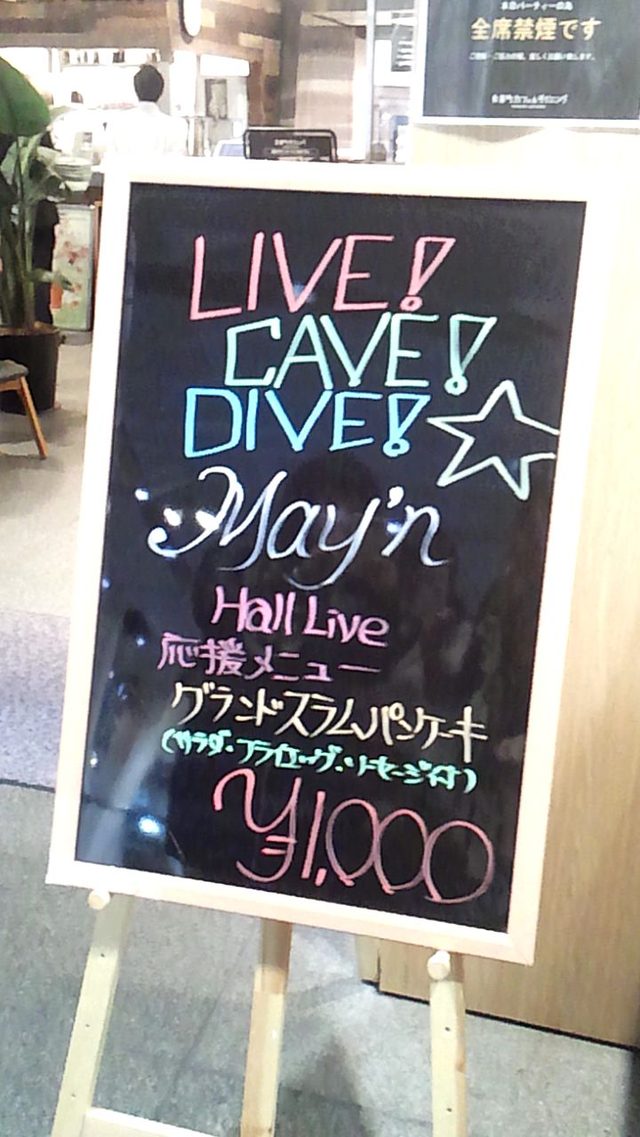 全席禁煙です
LIVE!
CAVE!
DIVE!
May'n
Hall Live
応援メニュー
グランドスラムパンケーキ
(サラダ・フライエッグ・ソーセージ付)
¥1,000